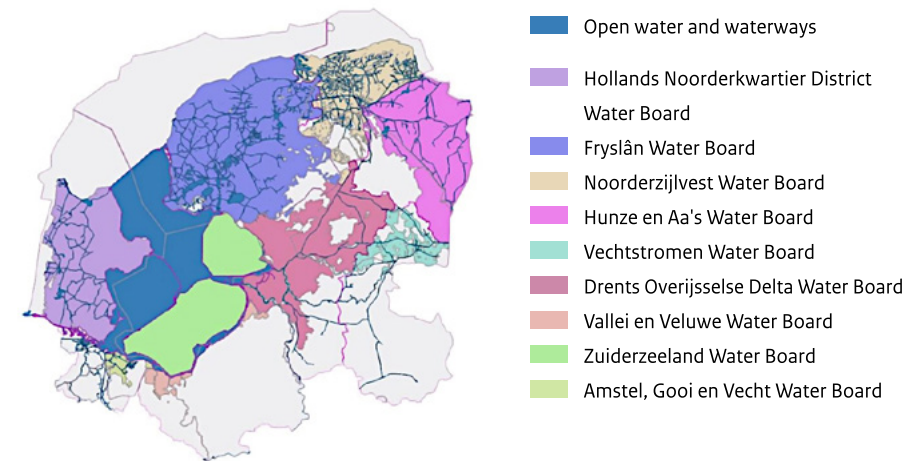 Open water and waterways
Hollands Noorderkwartier District
Water Board
Fryslân Water Board
Noorderzijlvest Water Board
Hunze en Aa's Water Board
Vechtstromen Water Board
Drents Overijsselse Delta Water Board
Vallei en Veluwe Water Board
Zuiderzeeland Water Board
Amstel, Gooi en Vecht Water Board